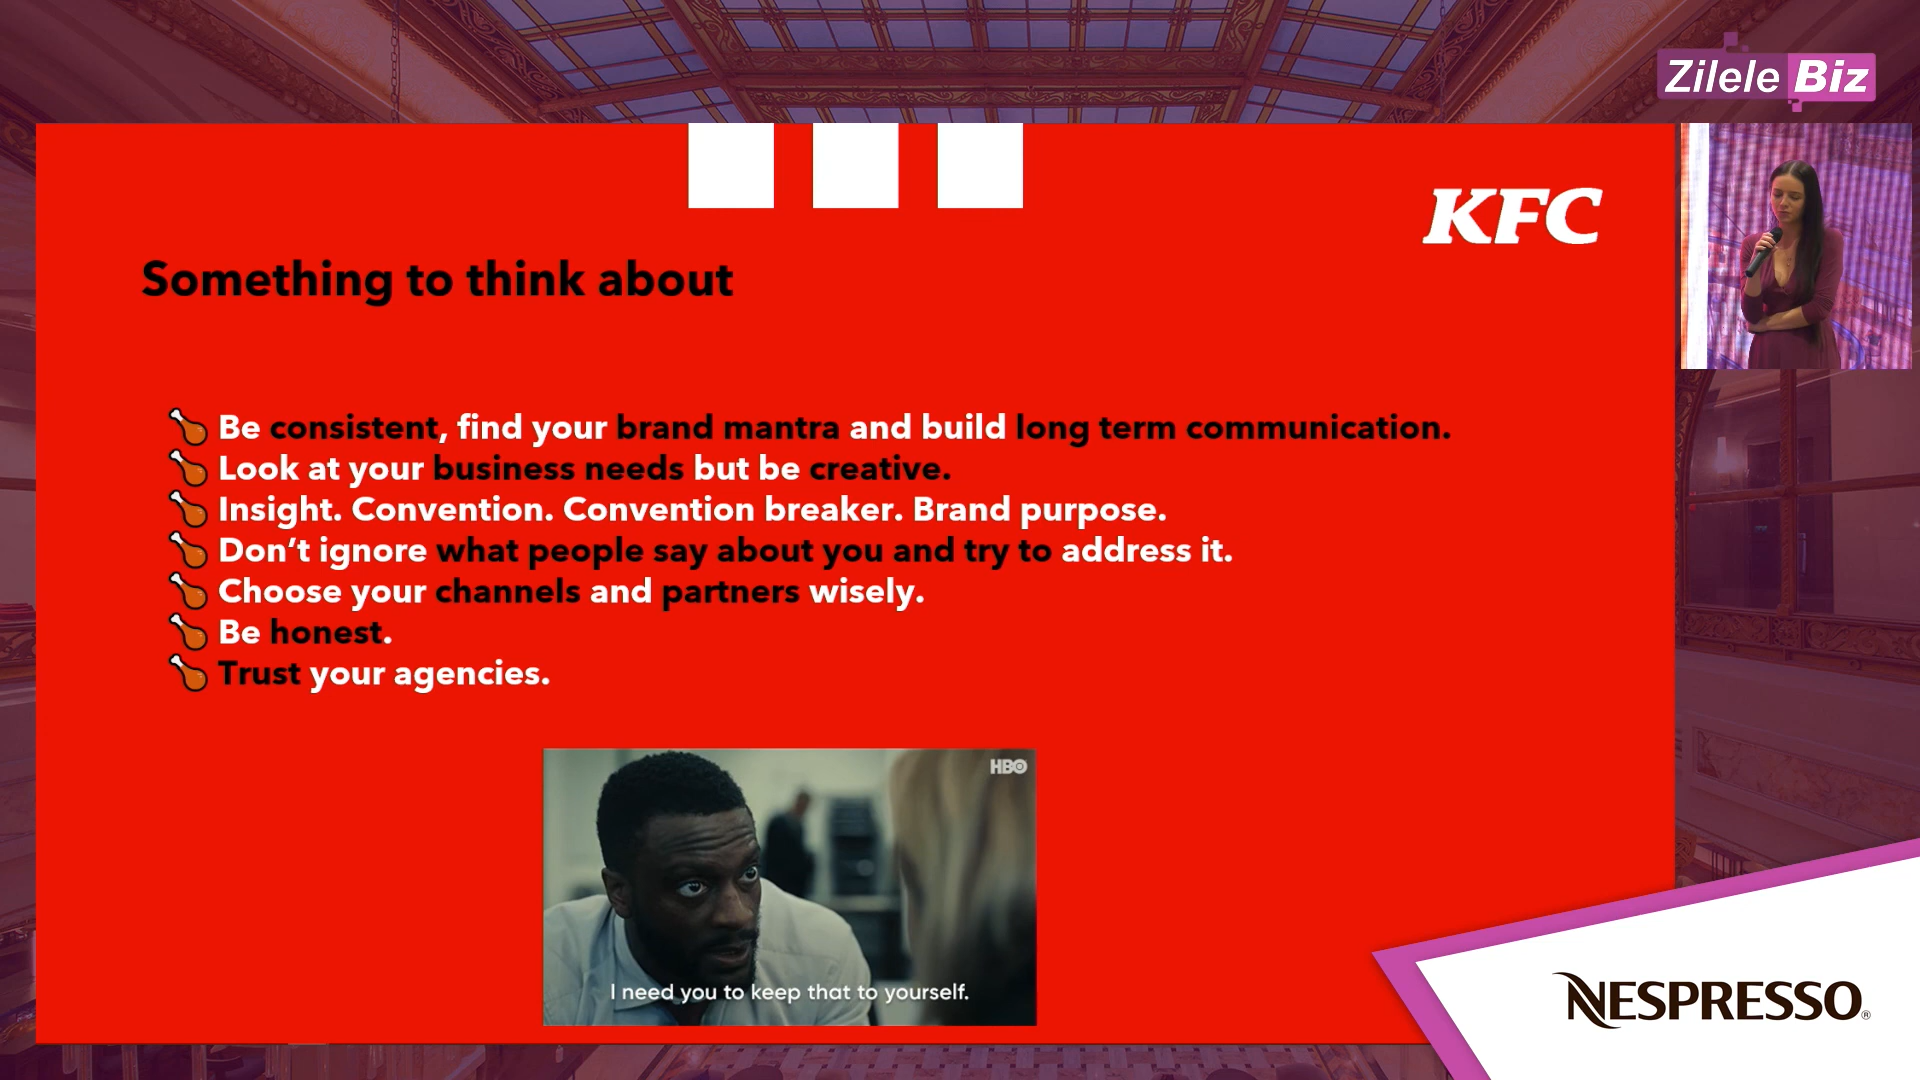 Zilele Biz
KFC
Something to think about
Be consistent, find your brand mantra and build long term communication.
Look at your business needs but be creative.
Insight. Convention. Convention breaker. Brand purpose.
Don’t ignore what people say about you and try to address it.
Choose your channels and partners wisely.
Be honest.
Trust your agencies.
HBO
I need you to keep that to yourself.
NESPRESSO®